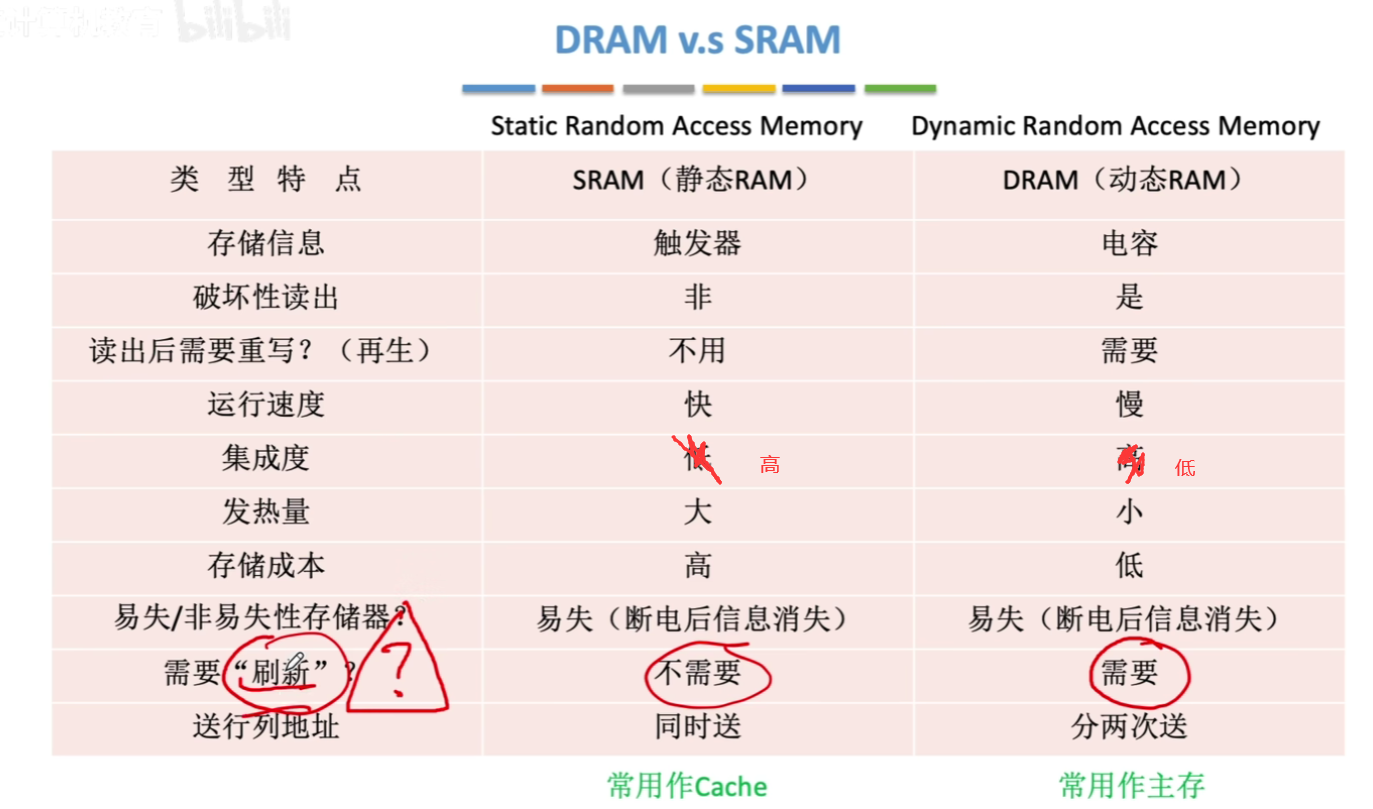 计算机教育 bilibili
DRAM v.s SRAM
Static Random Access Memory Dynamic Random Access Memory
类 型 特 点 SRAM（静态RAM） DRAM（动态RAM）
存储信息 触发器 电容
破坏性读出 非 是
读出后需要重写？（再生） 不用 需要
运行速度 快 慢
集成度 低 高 高 低
发热量 大 小
存储成本 高 低
易失/非易失性存储器？ 易失（断电后信息消失） 易失（断电后信息消失）
需要“刷新”？ ? 不需要 需要
送行列地址 同时送 分两次送
常用作Cache 常用作主存